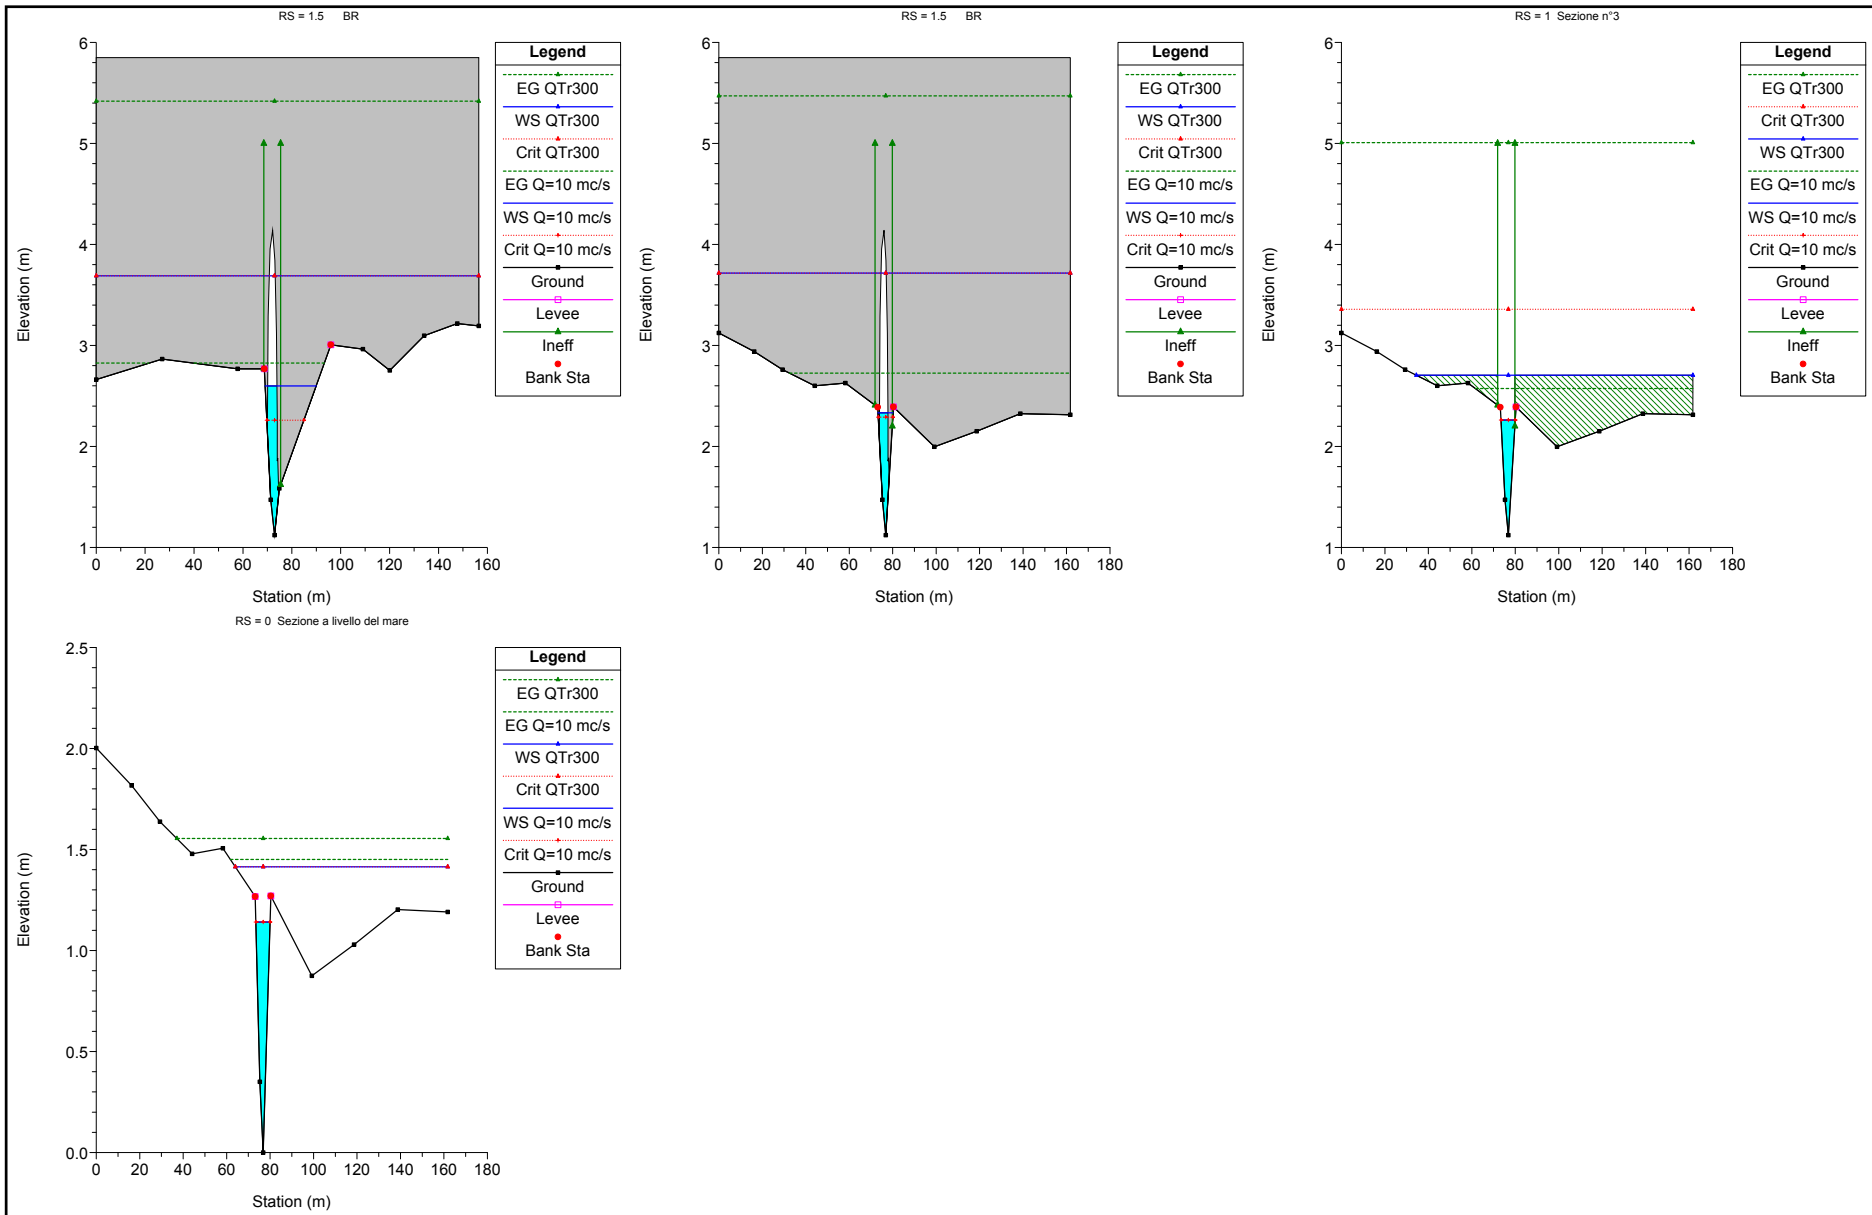 RS = 1.5 BR
Elevation (m)
6
5
4
3
2
1
0 20 40 60 80 100 120 140 160
Station (m)
Legend
EG QTr300
WS QTr300
Crit QTr300
EG Q=10 mc/s
WS Q=10 mc/s
Crit Q=10 mc/s
Ground
Levee
Ineff
Bank Sta
RS = 1.5 BR
Elevation (m)
6
5
4
3
2
1
0 20 40 60 80 100 120 140 160 180
Station (m)
Legend
EG QTr300
WS QTr300
Crit QTr300
EG Q=10 mc/s
WS Q=10 mc/s
Crit Q=10 mc/s
Ground
Levee
Ineff
Bank Sta
RS = 1 Sezione n°3
Elevation (m)
6
5
4
3
2
1
0 20 40 60 80 100 120 140 160 180
Station (m)
Legend
EG QTr300
Crit QTr300
WS QTr300
EG Q=10 mc/s
WS Q=10 mc/s
Crit Q=10 mc/s
Ground
Levee
Ineff
Bank Sta
RS = 0 Sezione a livello del mare
Elevation (m)
2.5
2.0
1.5
1.0
0.5
0.0
0 20 40 60 80 100 120 140 160 180
Station (m)
Legend
EG QTr300
EG Q=10 mc/s
WS QTr300
Crit QTr300
WS Q=10 mc/s
Crit Q=10 mc/s
Ground
Levee
Bank Sta